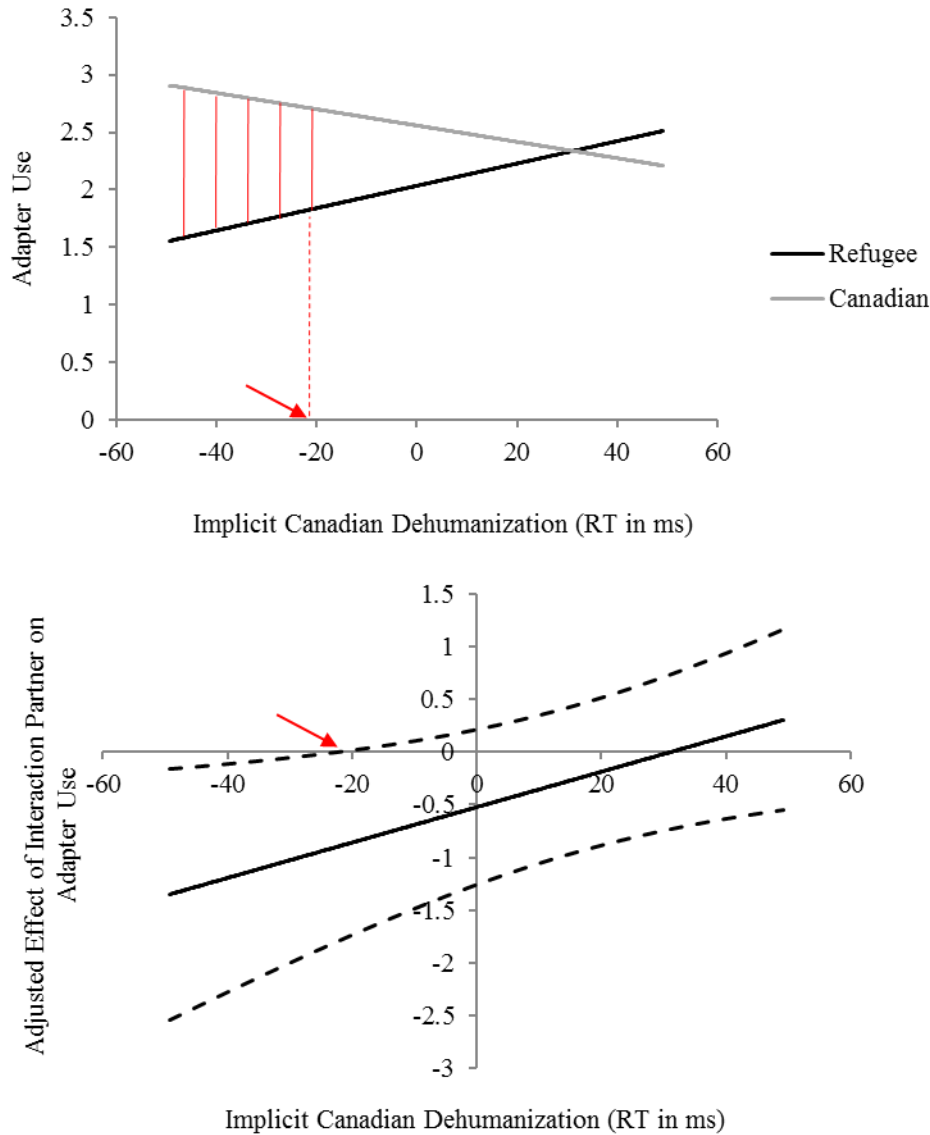 3.5
3
2.5
2
1.5
1
0.5
0
Adapter Use
-60 -40 -20 0 20 40 60
Implicit Canadian Dehumanization (RT in ms)
Refugee
Canadian
Adjusted Effect of Interaction Partner on
Adapter Use
1.5
1
0.5
0
-0.5
-1
-1.5
-2
-2.5
-3
-60 -40 -20 0 20 40 60
Implicit Canadian Dehumanization (RT in ms)